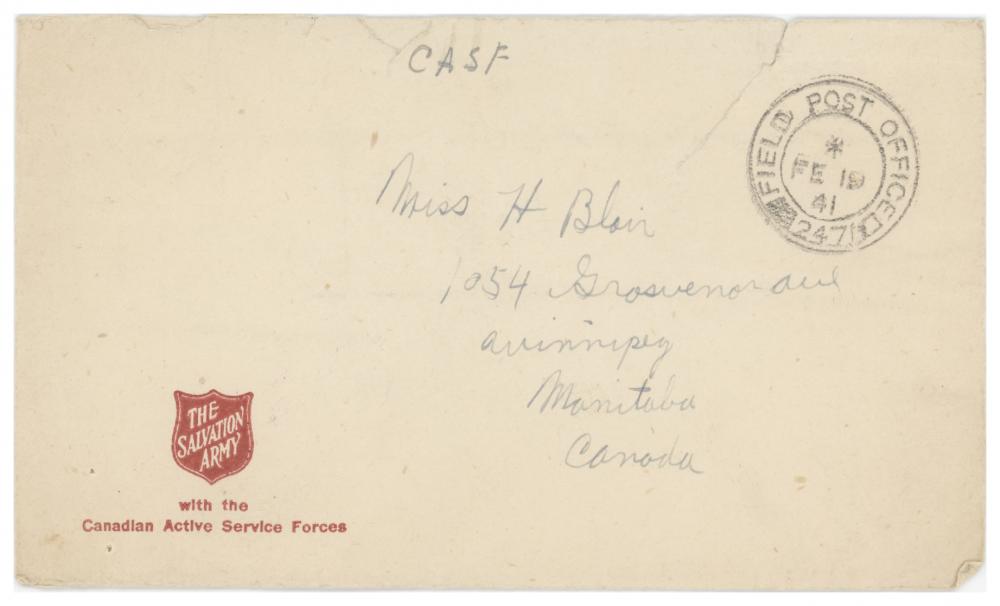 CASF
FIELD POST OFFICE
*
FE 19
41
247
Miss H Blair
1054 Grosvenor ave
Winnipeg
Manitoba
Canada
THE
SALVATION
ARMY
with the
Canadian Active Service Forces